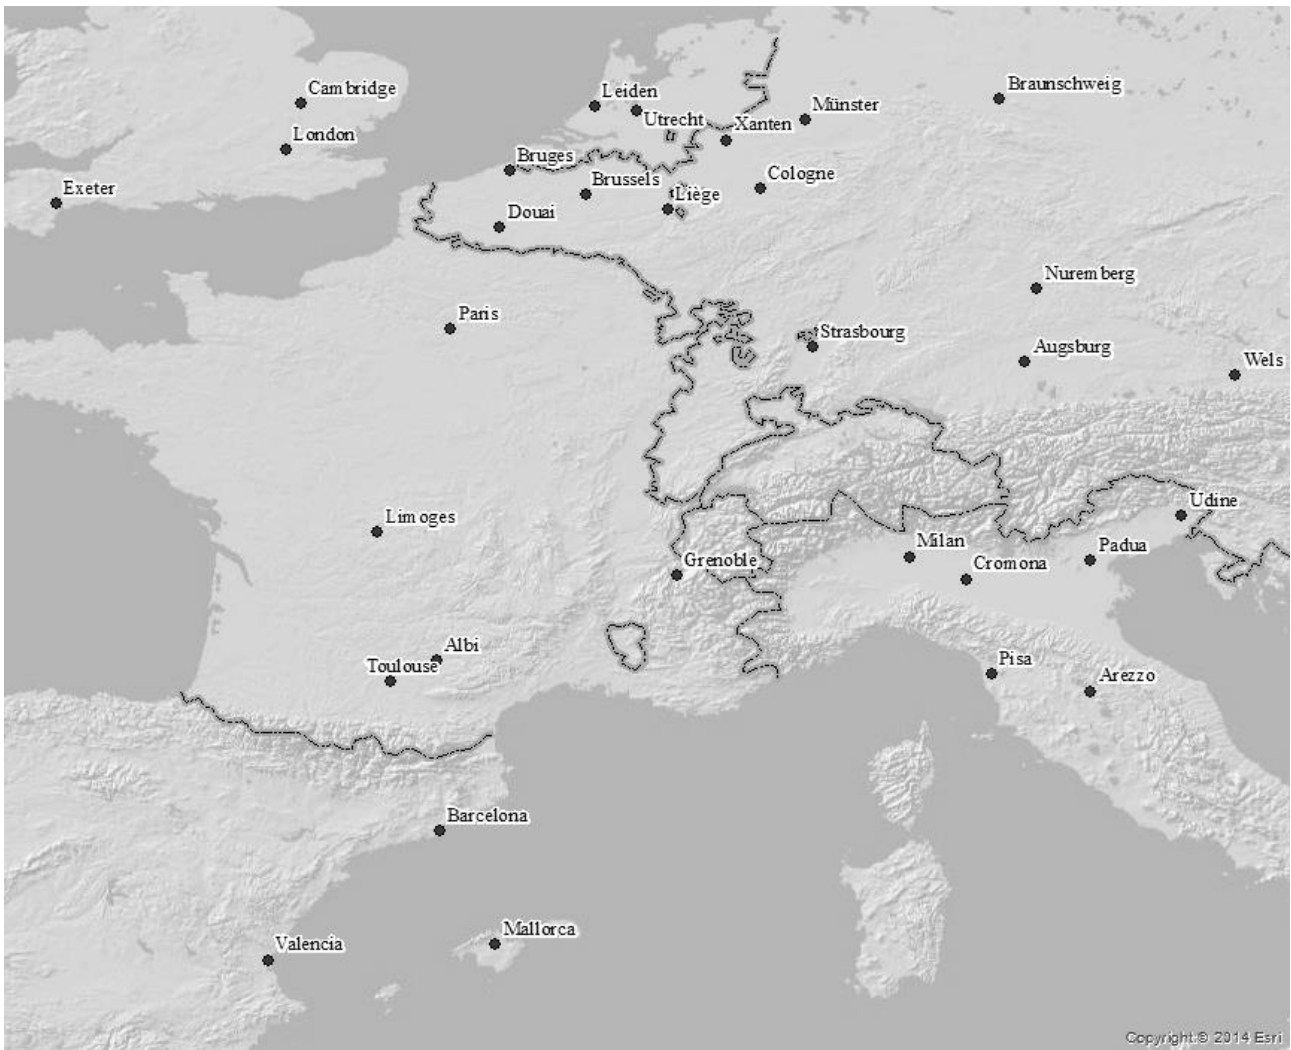 Cambridge
Leiden
Braunschweig
Utrecht
Münster
Xanten
London
Bruges
Brussels
Cologne
Exeter
Liège
Douai
Nuremberg
Paris
Strasbourg
Augsburg
Wels
Limoges
Udine
Milan
Padua
Grenoble
Cromona
Albi
Toulouse
Pisa
Arezzo
Barcelona
Mallorca
Valencia
Copyright:© 2014 Esri